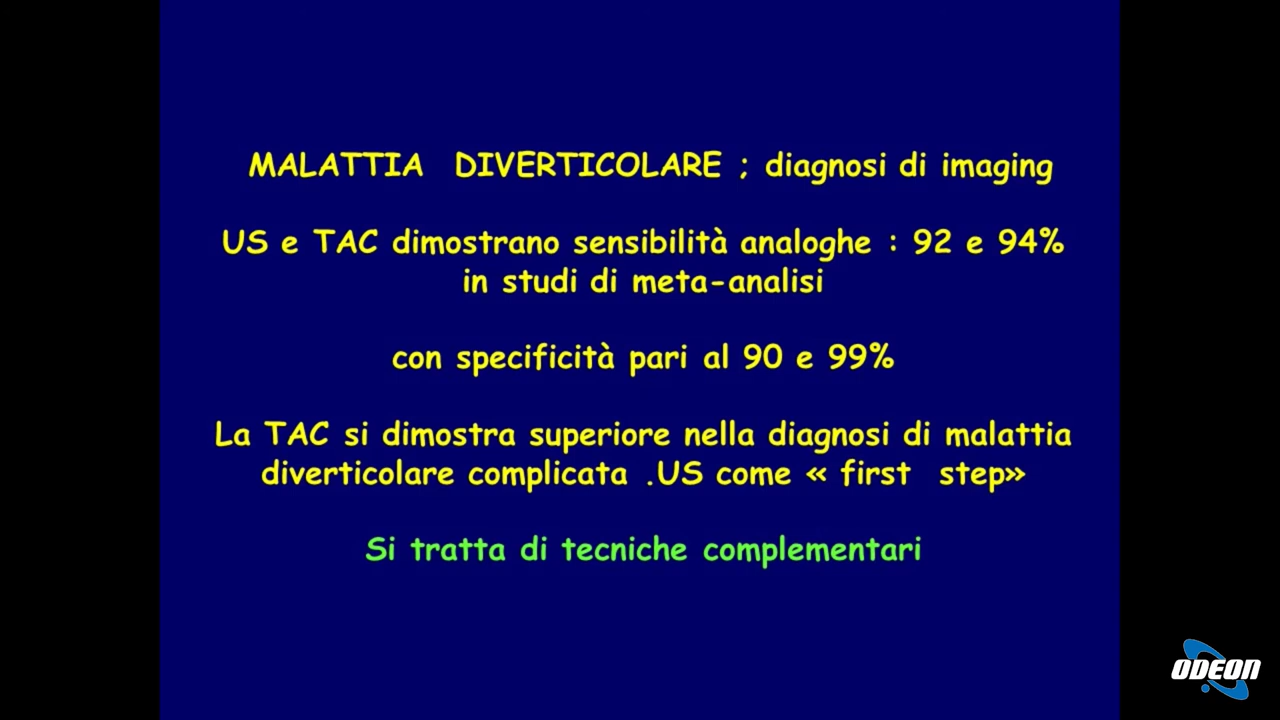 MALATTIA DIVERTICOLARE ; diagnosi di imaging
US e TAC dimostrano sensibilità analoghe : 92 e 94%
in studi di meta-analisi
con specificità pari al 90 e 99%
La TAC si dimostra superiore nella diagnosi di malattia
diverticolare complicata .US come « first step»
Si tratta di tecniche complementari
ODEON